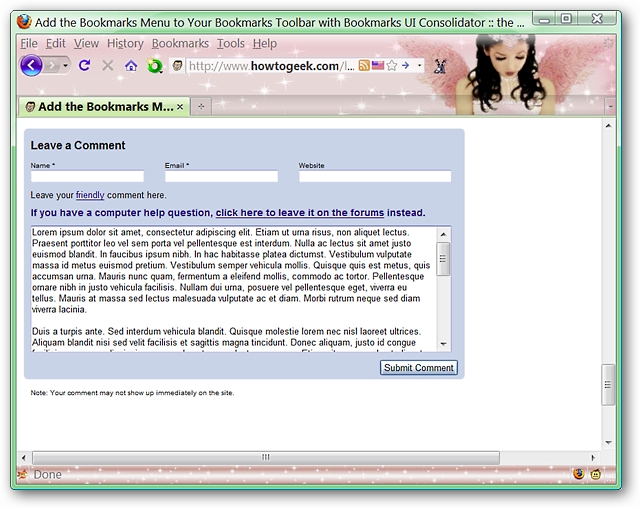 Add the Bookmarks Menu to Your Bookmarks Toolbar with Bookmarks UI Consolidator :: the ...
File Edit View History Bookmarks Tools Help
http://www.howtogeek.com/l...
Add the Bookmarks M...
Leave a Comment
Name * Email * Website
Leave your friendly comment here.
If you have a computer help question, click here to leave it on the forums instead.
Lorem ipsum dolor sit amet, consectetur adipiscing elit. Etiam ut urna risus, non aliquet lectus.
Praesent porttitor leo vel sem porta vel pellentesque est interdum. Nulla ac lectus sit amet justo
euismod blandit. In faucibus ipsum nibh. In hac habitasse platea dictumst. Vestibulum vulputate
massa id metus euismod pretium. Vestibulum semper vehicula mollis. Quisque quis est metus, quis
accumsan urna. Mauris nunc quam, fermentum a eleifend mollis, commodo ac tortor. Pellentesque
ornare nibh in justo vehicula facilisis. Nullam dui urna, posuere vel pellentesque eget, viverra eu
tellus. Mauris at massa sed lectus malesuada vulputate ac et diam. Morbi rutrum neque sed diam
viverra lacinia.
Duis a turpis ante. Sed interdum vehicula blandit. Quisque molestie lorem nec nisl laoreet ultrices.
Aliquam blandit nisi sed velit facilisis et sagittis magna tincidunt. Donec aliquam, justo id congue
Submit Comment
Note: Your comment may not show up immediately on the site.
Done